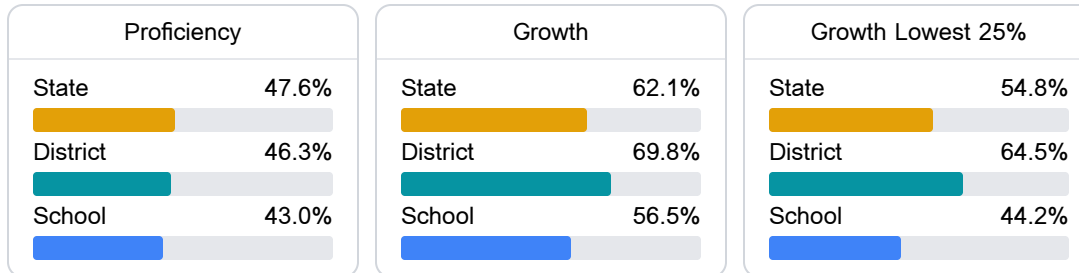 Proficiency
State 47.6%
District 46.3%
School 43.0%
Growth
State 62.1%
District 69.8%
School 56.5%
Growth Lowest 25%
State 54.8%
District 64.5%
School 44.2%